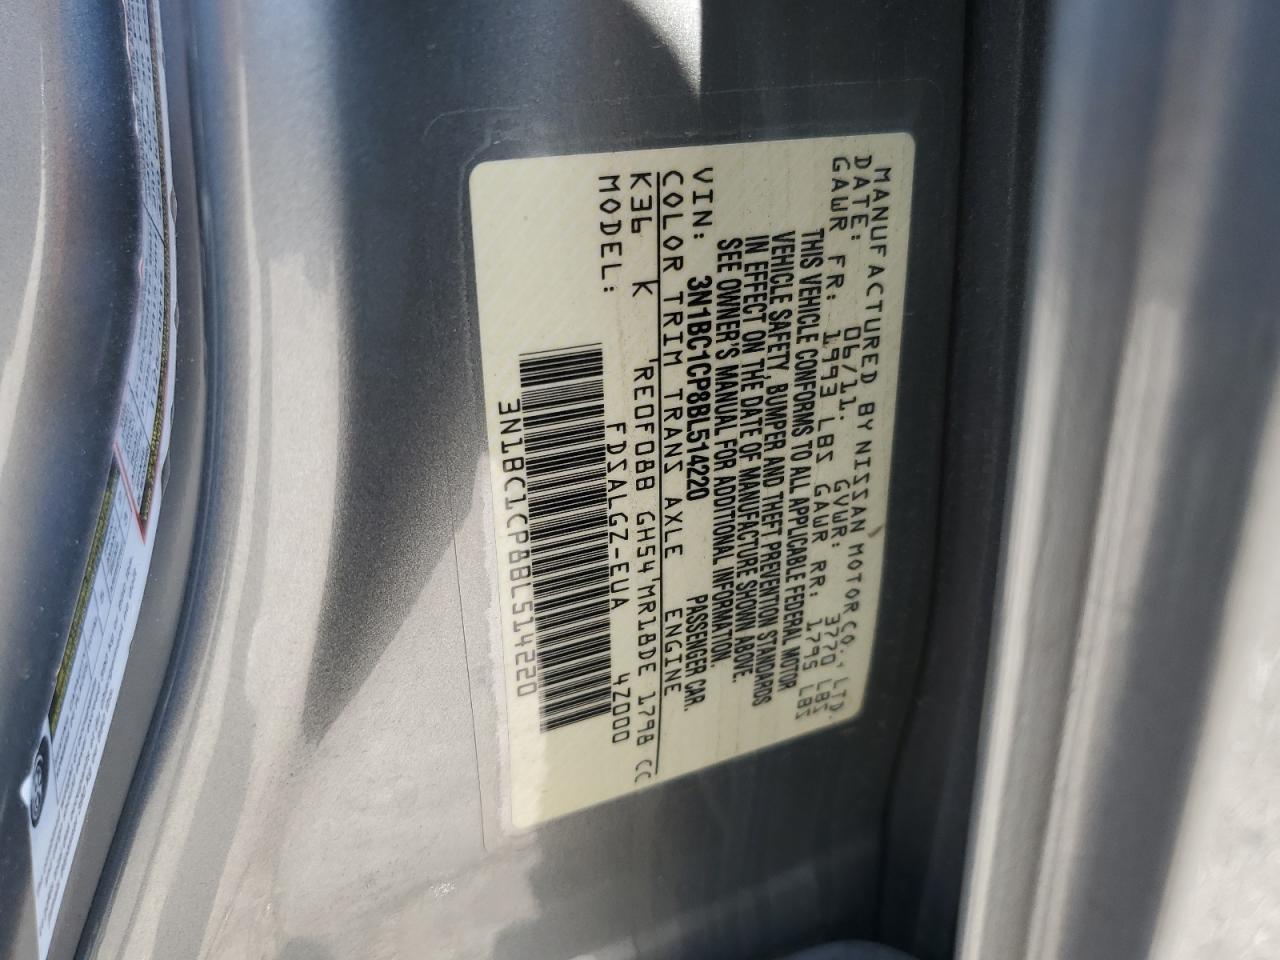 MANUFACTURED BY NISSAN MOTOR CO., LTD.
DATE: 06/11. GVWR: 3770 LBS
GAWR FR: 1993 LBS GAWR RR: 1795 LBS
THIS VEHICLE CONFORMS TO ALL APPLICABLE FEDERAL MOTOR
VEHICLE SAFETY, BUMPER AND THEFT PREVENTION STANDARDS
IN EFFECT ON THE DATE OF MANUFACTURE SHOWN ABOVE.
SEE OWNER'S MANUAL FOR ADDITIONAL INFORMATION.
VIN: 3N1BC1CP8BL514220 PASSENGER CAR.
COLOR TRIM TRANS AXLE ENGINE
K36 K 'RE0F08B GH54'MR18DE 1798 CC
MODEL: FDSALGZ-EUA 4Z000
3N1BC1CP8BL514220